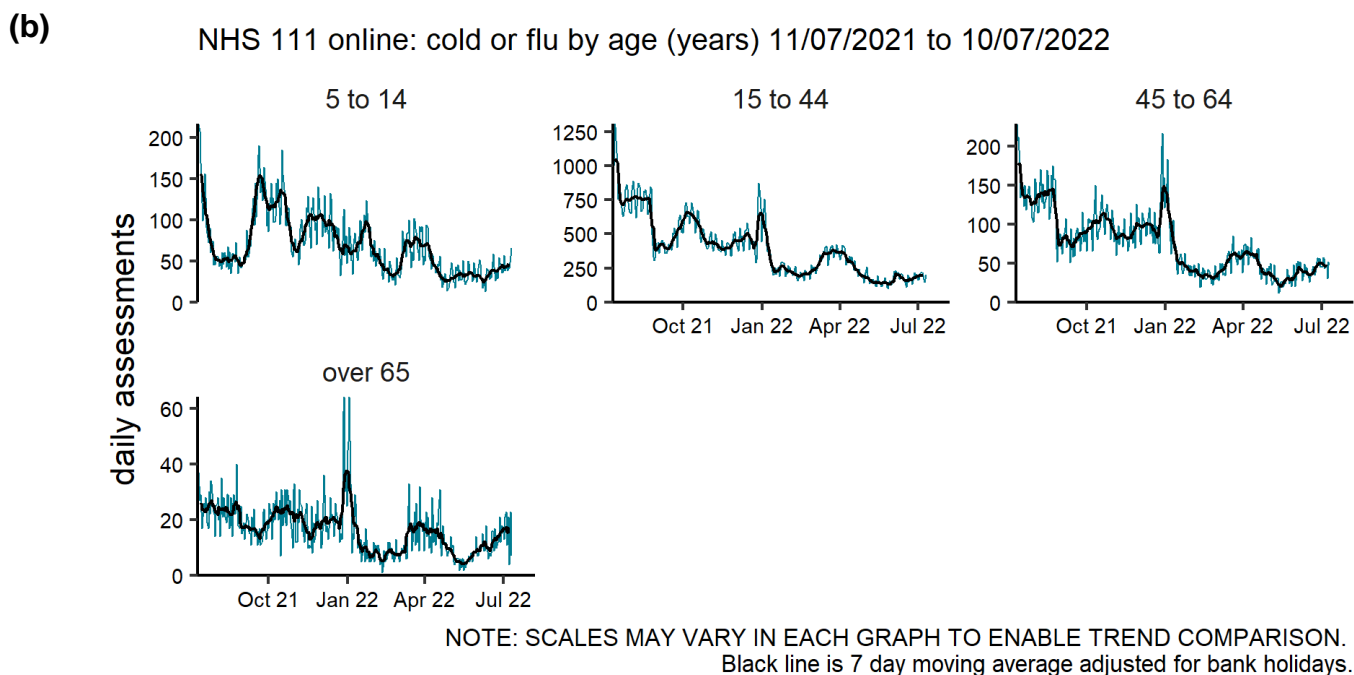 (b)
NHS 111 online: cold or flu by age (years) 11/07/2021 to 10/07/2022
daily assessments
5 to 14
200
150
100
50
0
15 to 44
1250
1000
750
500
250
0
Oct 21 Jan 22 Apr 22 Jul 22
45 to 64
200
150
100
50
0
Oct 21 Jan 22 Apr 22 Jul 22
over 65
60
40
20
0
Oct 21 Jan 22 Apr 22 Jul 22
NOTE: SCALES MAY VARY IN EACH GRAPH TO ENABLE TREND COMPARISON.
Black line is 7 day moving average adjusted for bank holidays.